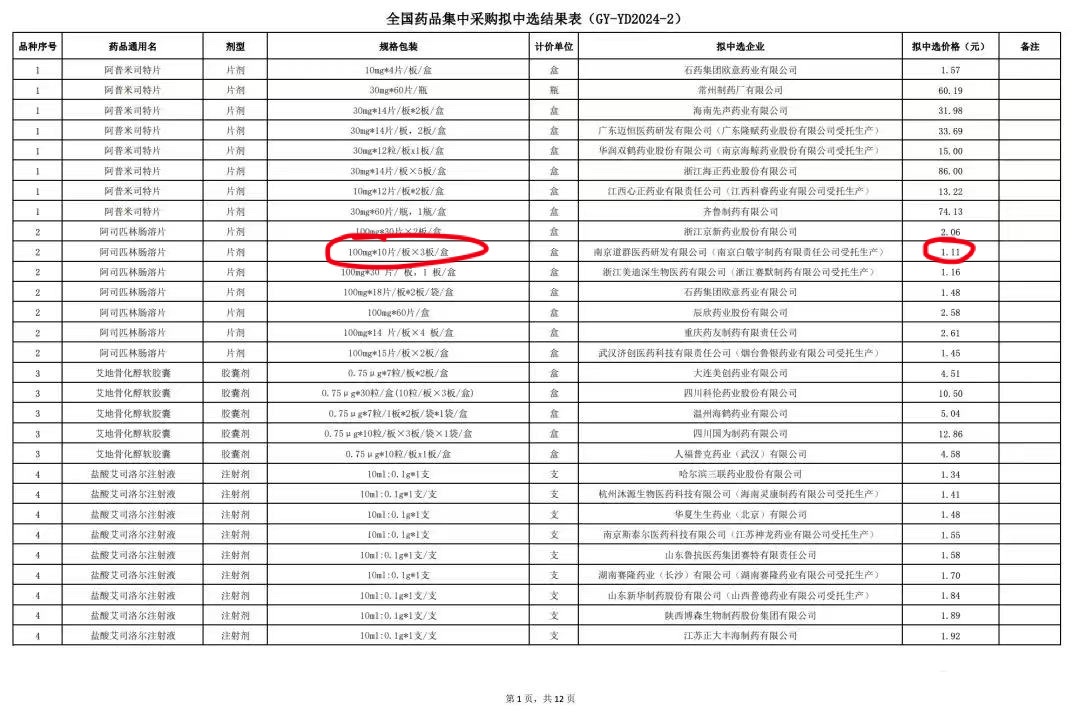 全国药品集中采购拟中选结果表（GY-YD2024-2）
品种序号 药品通用名 剂型 规格包装 计价单位 拟中选企业 拟中选价格（元） 备注
1 阿普米司特片 片剂 10mg*4片/板/盒 盒 石药集团欧意药业有限公司 1.57
1 阿普米司特片 片剂 30mg*60片/瓶 瓶 常州制药厂有限公司 60.19
1 阿普米司特片 片剂 30mg*14片/板*2板/盒 盒 海南先声药业有限公司 31.98
1 阿普米司特片 片剂 30mg*14片/板，2板/盒 盒 广东迈恒医药研发有限公司（广东隆赋药业股份有限公司受托生产） 33.69
1 阿普米司特片 片剂 30mg*12粒/板x1板/盒 盒 华润双鹤药业股份有限公司（南京海鲸药业股份有限公司受托生产） 15.00
1 阿普米司特片 片剂 30mg*14片/板×5板/盒 盒 浙江海正药业股份有限公司 86.00
1 阿普米司特片 片剂 10mg*12片/板*2板/盒 盒 江西心正药业有限责任公司（江西科睿药业有限公司受托生产） 13.22
1 阿普米司特片 片剂 30mg*60片/瓶，1瓶/盒 盒 齐鲁制药有限公司 74.13
2 阿司匹林肠溶片 片剂 100mg*30片×2板/盒 盒 浙江京新药业股份有限公司 2.06
2 阿司匹林肠溶片 片剂 100mg*10片/板×3板/盒 盒 南京道群医药研发有限公司（南京白敬宇制药有限责任公司受托生产） 1.11
2 阿司匹林肠溶片 片剂 100mg*30 片/ 板，1 板/盒 盒 浙江美迪深生物医药有限公司（浙江赛默制药有限公司受托生产） 1.16
2 阿司匹林肠溶片 片剂 100mg*18片/板*2板/袋/盒 盒 石药集团欧意药业有限公司 1.48
2 阿司匹林肠溶片 片剂 100mg*60片/盒 盒 辰欣药业股份有限公司 2.58
2 阿司匹林肠溶片 片剂 100mg*14 片/板×4 板/盒 盒 重庆药友制药有限责任公司 2.61
2 阿司匹林肠溶片 片剂 100mg*15片/板×2板/盒 盒 武汉济创医药科技有限责任公司（烟台鲁银药业有限公司受托生产） 1.45
3 艾地骨化醇软胶囊 胶囊剂 0.75μg*7粒/板*2板/盒 盒 大连美创药业有限公司 4.51
3 艾地骨化醇软胶囊 胶囊剂 0.75μg*30粒/盒(10粒/板×3板/盒) 盒 四川科伦药业股份有限公司 10.50
3 艾地骨化醇软胶囊 胶囊剂 0.75μg*7粒/1板*2板/袋*1袋/盒 盒 温州海鹤药业有限公司 5.04
3 艾地骨化醇软胶囊 胶囊剂 0.75μg*10粒/板×3板/袋×1袋/盒 盒 四川国为制药有限公司 12.86
3 艾地骨化醇软胶囊 胶囊剂 0.75μg*10粒/板x1板/盒 盒 人福普克药业（武汉）有限公司 4.58
4 盐酸艾司洛尔注射液 注射剂 10ml:0.1g*1支 支 哈尔滨三联药业股份有限公司 1.34
4 盐酸艾司洛尔注射液 注射剂 10ml:0.1g*1支/支 支 杭州沐源生物医药科技有限公司（海南灵康制药有限公司受托生产） 1.41
4 盐酸艾司洛尔注射液 注射剂 10ml:0.1g*1支 支 华夏生生药业（北京）有限公司 1.48
4 盐酸艾司洛尔注射液 注射剂 10ml:0.1g*1支 支 南京斯泰尔医药科技有限公司（江苏神龙药业有限公司受托生产） 1.55
4 盐酸艾司洛尔注射液 注射剂 10ml:0.1g*1支/支 支 山东鲁抗医药集团赛特有限责任公司 1.58
4 盐酸艾司洛尔注射液 注射剂 10ml:0.1g*1支 支 湖南赛隆药业（长沙）有限公司（湖南赛隆药业有限公司受托生产） 1.70
4 盐酸艾司洛尔注射液 注射剂 10ml:0.1g*1支/支 支 山东新华制药股份有限公司（山西普德药业有限公司受托生产） 1.84
4 盐酸艾司洛尔注射液 注射剂 10ml:0.1g*1支/支 支 陕西博森生物制药股份集团有限公司 1.89
4 盐酸艾司洛尔注射液 注射剂 10ml:0.1g*1支/支 支 江苏正大丰海制药有限公司 1.92
第 1 页，共 12 页